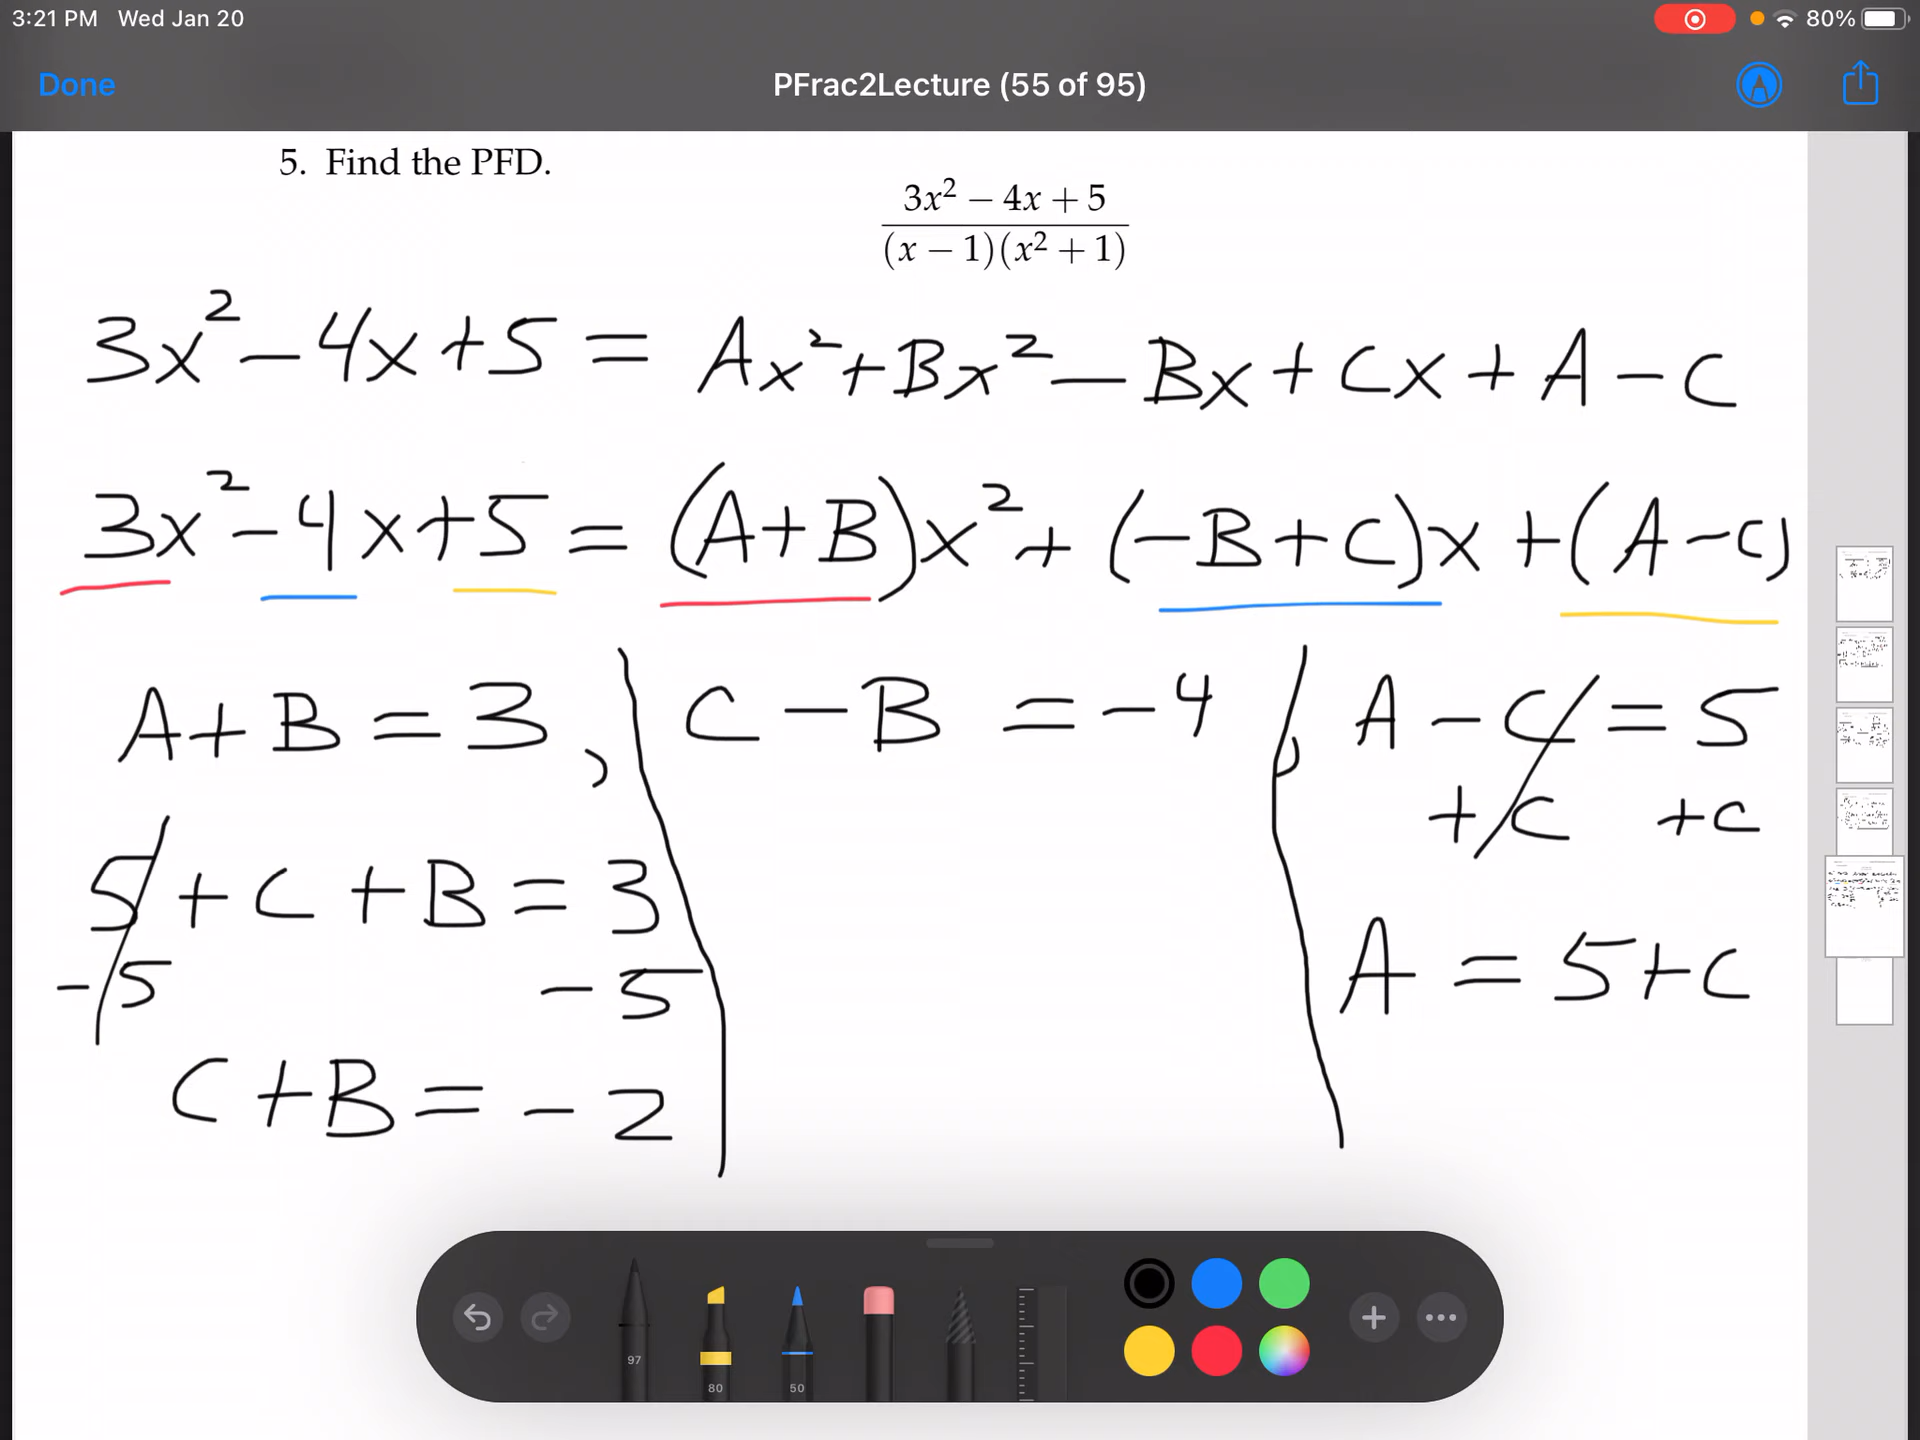 3:21 PM Wed Jan 20
80%
Done
PFrac2Lecture (55 of 95)
5. Find the PFD.
3x² − 4x + 5
(x − 1)(x² + 1)
3x² − 4x + 5 = Ax² + Bx² − Bx + Cx + A − C
3x² − 4x + 5 = (A + B)x² + (−B + C)x + (A − C)
A + B = 3, C − B = −4, A − C = 5
+ C + C
5 + C + B = 3
−5 −5
A = 5 + C
C + B = −2
97 80 50